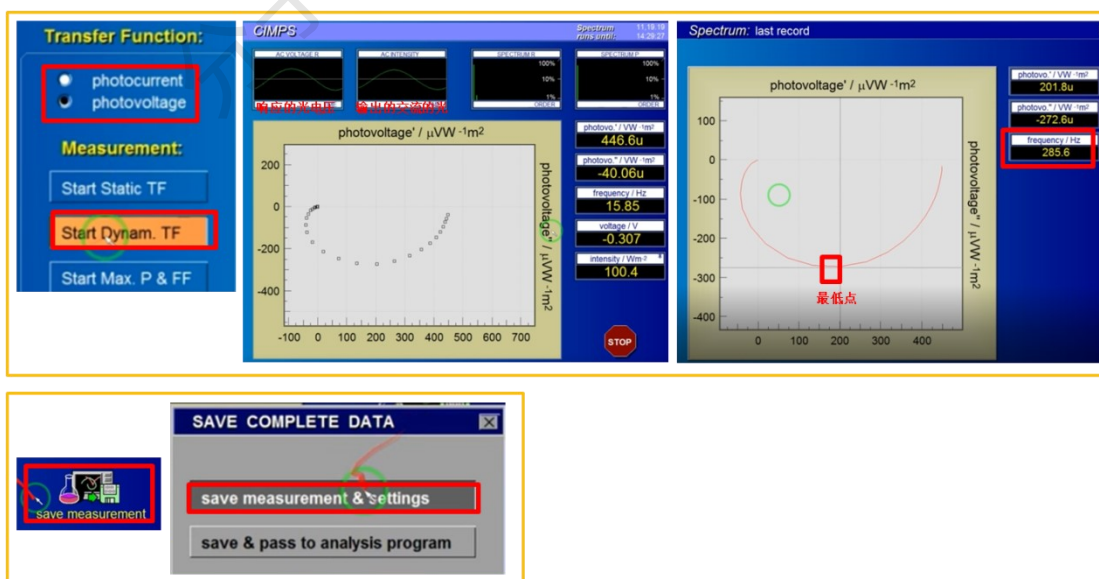 Transfer Function:
photocurrent
photovoltage
Measurement:
Start Static TF
Start Dynam. TF
Start Max. P & FF
CIMPS
Spectrum
runs until:
11,19.19
14:29:27
AC VOLTAGE R
AC INTENSITY
SPECTRUM R
SPECTRUM P
100%
10%
1%
ORDER
100%
10%
1%
ORDER
响应的光电压
输出的交流的光
photovoltage' / µVW -1m2
200
0
-200
-400
-100 0 100 200 300 400 500 600 700
photovoltage" / µVW -1m2
photovo.' / VW -1m2
446.6u
photovo." / VW -1m2
-40.06u
frequency / Hz
15.85
voltage / V
-0.307
intensity / Wm-2
100.4
STOP
Spectrum: last record
photovoltage' / µVW -1m2
100
0
-100
-200
-300
-400
0 100 200 300 400
photovoltage" / µVW -1m2
最低点
photovo.' / VW -1m2
201.8u
photovo." / VW -1m2
-272.6u
frequency / Hz
285.6
save measurement
SAVE COMPLETE DATA
save measurement & settings
save & pass to analysis program